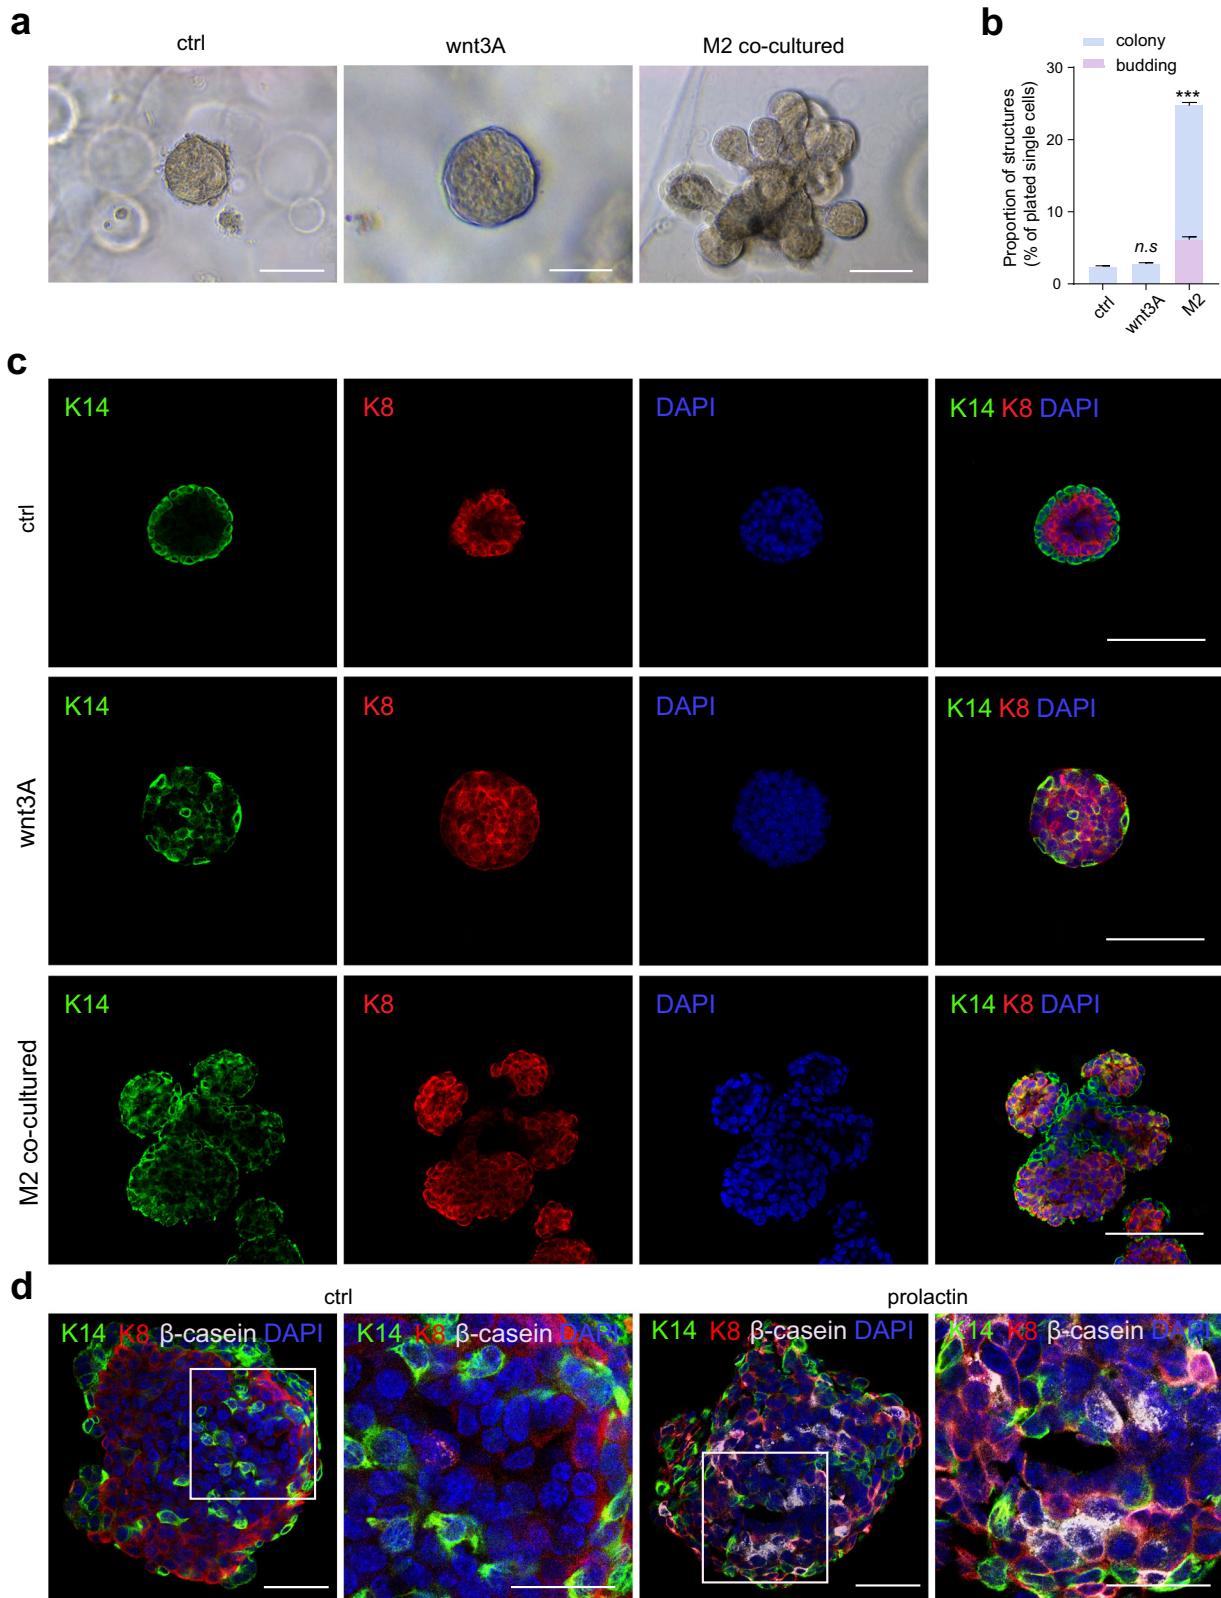 a
ctrl
wnt3A
M2 co-cultured
b
colony
budding
Proportion of structures
(% of plated single cells)
30
20
10
0
***
n.s
ctrl
wnt3A
M2
c
ctrl
K14
K8
DAPI
K14 K8 DAPI
wnt3A
K14
K8
DAPI
K14 K8 DAPI
M2 co-cultured
K14
K8
DAPI
K14 K8 DAPI
d
ctrl
prolactin
K14 K8 β-casein DAPI
K14 K8 β-casein DAPI
K14 K8 β-casein DAPI
K14 K8 β-casein DAPI